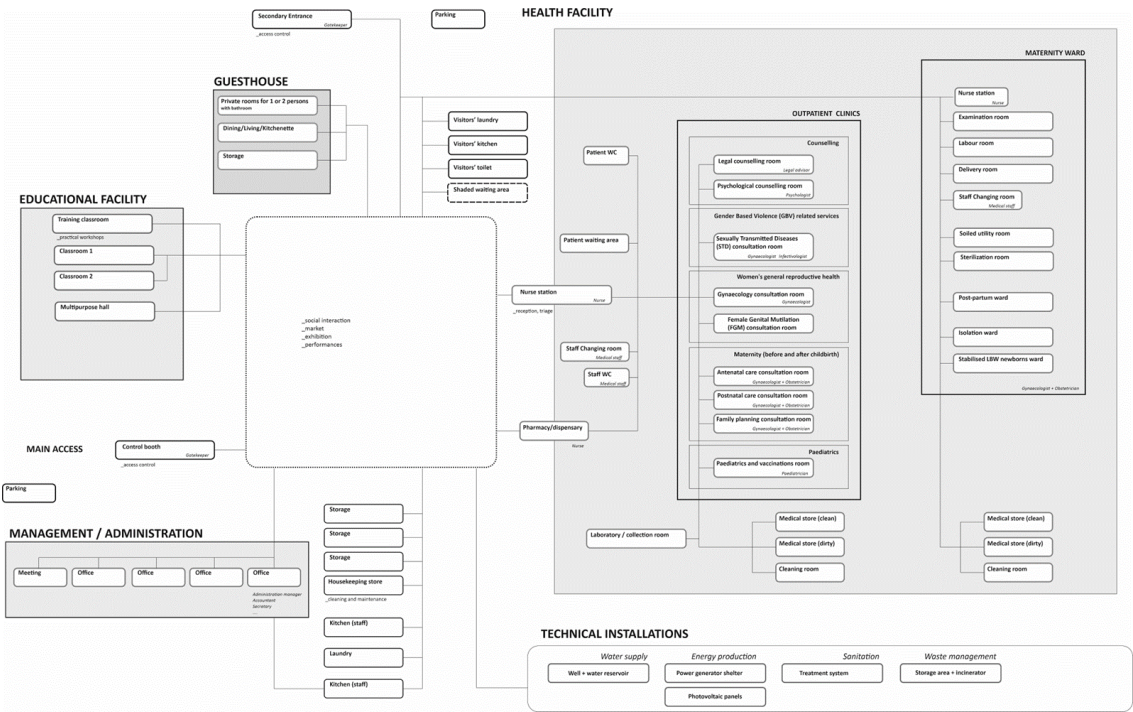 HEALTH FACILITY
Secondary Entrance
Gatekeeper
_access control
Parking
GUESTHOUSE
Private rooms for 1 or 2 persons
with bathroom
Dining/Living/Kitchenette
Storage
Visitors' laundry
Visitors' kitchen
Visitors' toilet
Shaded waiting area
EDUCATIONAL FACILITY
Training classroom
_practical workshops
Classroom 1
Classroom 2
Multipurpose hall
_social interaction
_market
_exhibition
_performances
MAIN ACCESS
Control booth
Gatekeeper
_access control
Parking
MANAGEMENT / ADMINISTRATION
Meeting
Office
Office
Office
Office
Administration manager
Accountant
Secretary
...
Storage
Storage
Storage
Housekeeping store
_cleaning and maintenance
Kitchen (staff)
Laundry
Kitchen (staff)
Patient WC
Patient waiting area
Nurse station
Nurse
_reception, triage
Staff Changing room
Medical staff
Staff WC
Medical staff
Pharmacy/dispensary
Nurse
Laboratory / collection room
OUTPATIENT CLINICS
Counselling
Legal counselling room
Legal advisor
Psychological counselling room
Psychologist
Gender Based Violence (GBV) related services
Sexually Transmitted Diseases
(STD) consultation room
Gynaecologist Infectivologist
Women's general reproductive health
Gynaecology consultation room
Gynaecologist
Female Genital Mutilation
(FGM) consultation room
Maternity (before and after childbirth)
Antenatal care consultation room
Gynaecologist + Obstetrician
Postnatal care consultation room
Gynaecologist + Obstetrician
Family planning consultation room
Gynaecologist + Obstetrician
Paediatrics
Paediatrics and vaccinations room
Paediatrician
Medical store (clean)
Medical store (dirty)
Cleaning room
MATERNITY WARD
Nurse station
Nurse
Examination room
Labour room
Delivery room
Staff Changing room
Medical staff
Soiled utility room
Sterilization room
Post-partum ward
Isolation ward
Stabilised LBW newborns ward
Gynaecologist + Obstetrician
Medical store (clean)
Medical store (dirty)
Cleaning room
TECHNICAL INSTALLATIONS
Water supply
Well + water reservoir
Energy production
Power generator shelter
Photovoltaic panels
Sanitation
Treatment system
Waste management
Storage area + incinerator